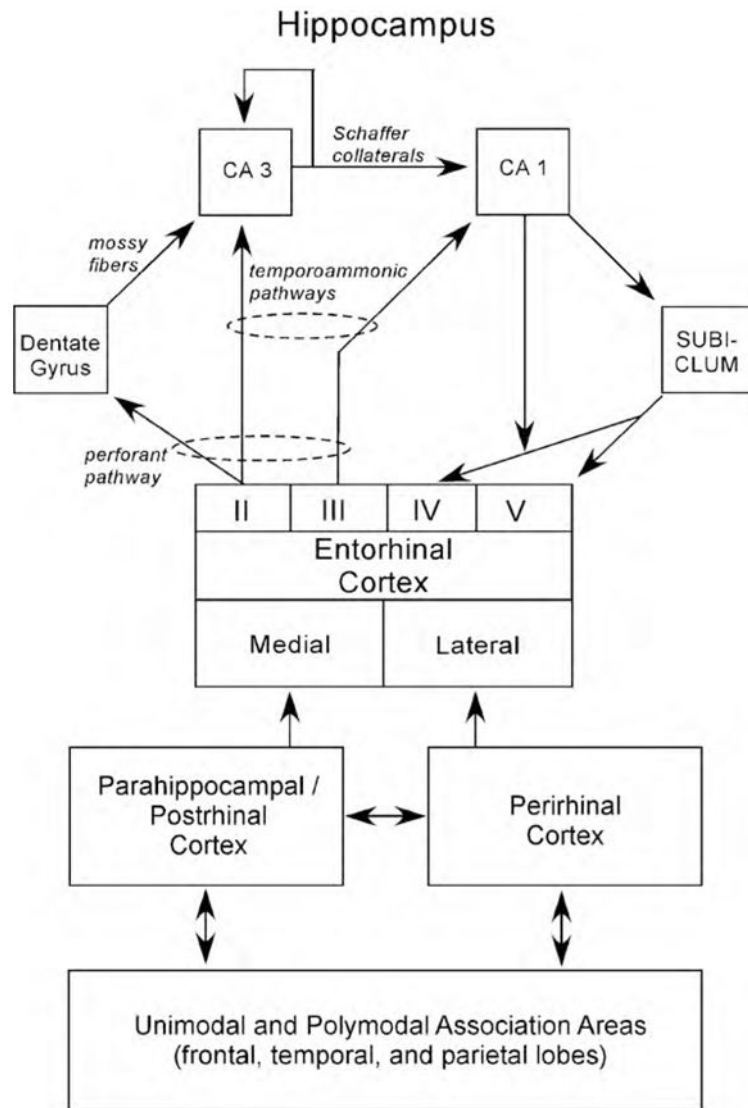 Hippocampus
Schaffer
collaterals
CA 3
CA 1
mossy
fibers
temporoammonic
pathways
Dentate
Gyrus
SUBI-
CLUM
perforant
pathway
II
III
IV
V
Entorhinal
Cortex
Medial
Lateral
Parahippocampal /
Postrhinal
Cortex
Perirhinal
Cortex
Unimodal and Polymodal Association Areas
(frontal, temporal, and parietal lobes)